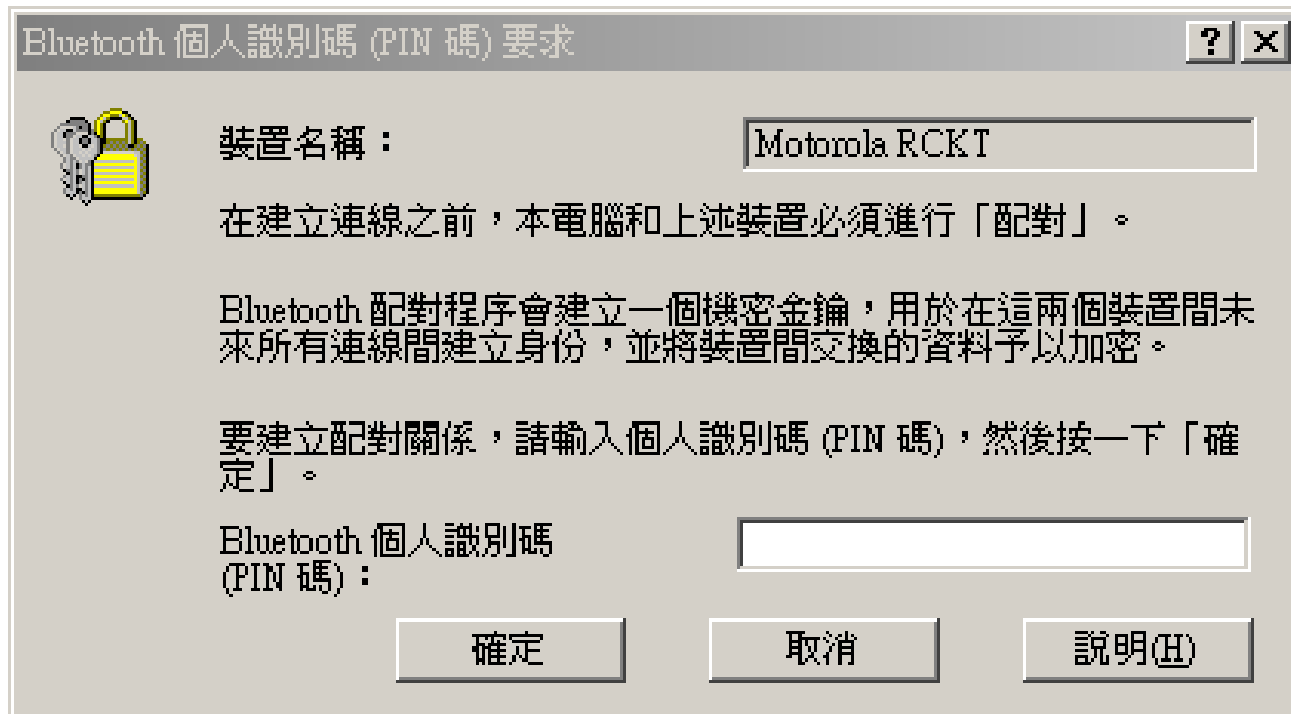 Bluetooth 個人識別碼 (PIN 碼) 要求
裝置名稱： Motorola RCKT
在建立連線之前，本電腦和上述裝置必須進行「配對」。
Bluetooth 配對程序會建立一個機密金鑰，用於在這兩個裝置間未
來所有連線間建立身份，並將裝置間交換的資料予以加密。
要建立配對關係，請輸入個人識別碼 (PIN 碼)，然後按一下「確
定」。
Bluetooth 個人識別碼
(PIN 碼)：
確定 取消 説明(H)